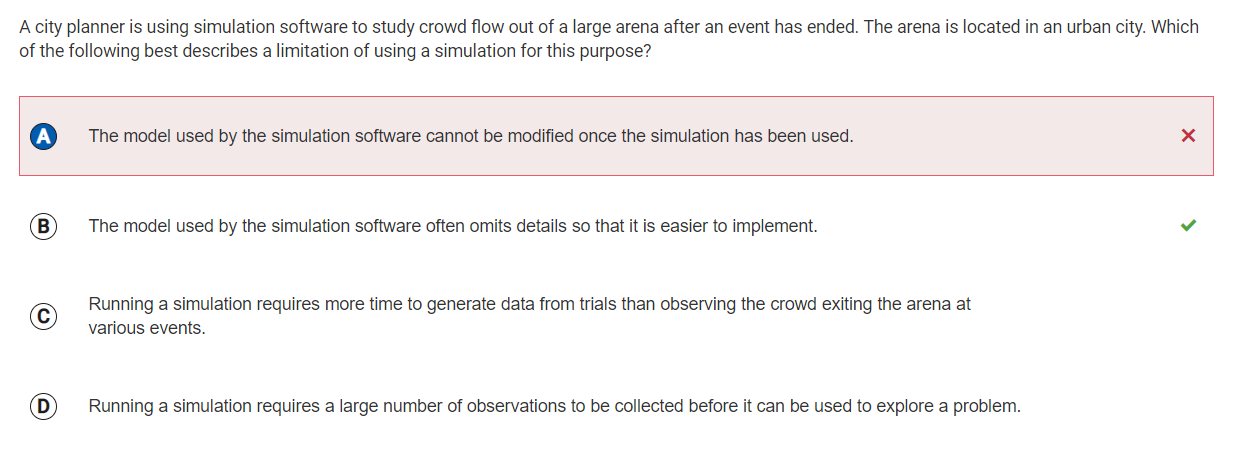 A city planner is using simulation software to study crowd flow out of a large arena after an event has ended. The arena is located in an urban city. Which
of the following best describes a limitation of using a simulation for this purpose?
A The model used by the simulation software cannot be modified once the simulation has been used.
B The model used by the simulation software often omits details so that it is easier to implement.
C Running a simulation requires more time to generate data from trials than observing the crowd exiting the arena at
various events.
D Running a simulation requires a large number of observations to be collected before it can be used to explore a problem.